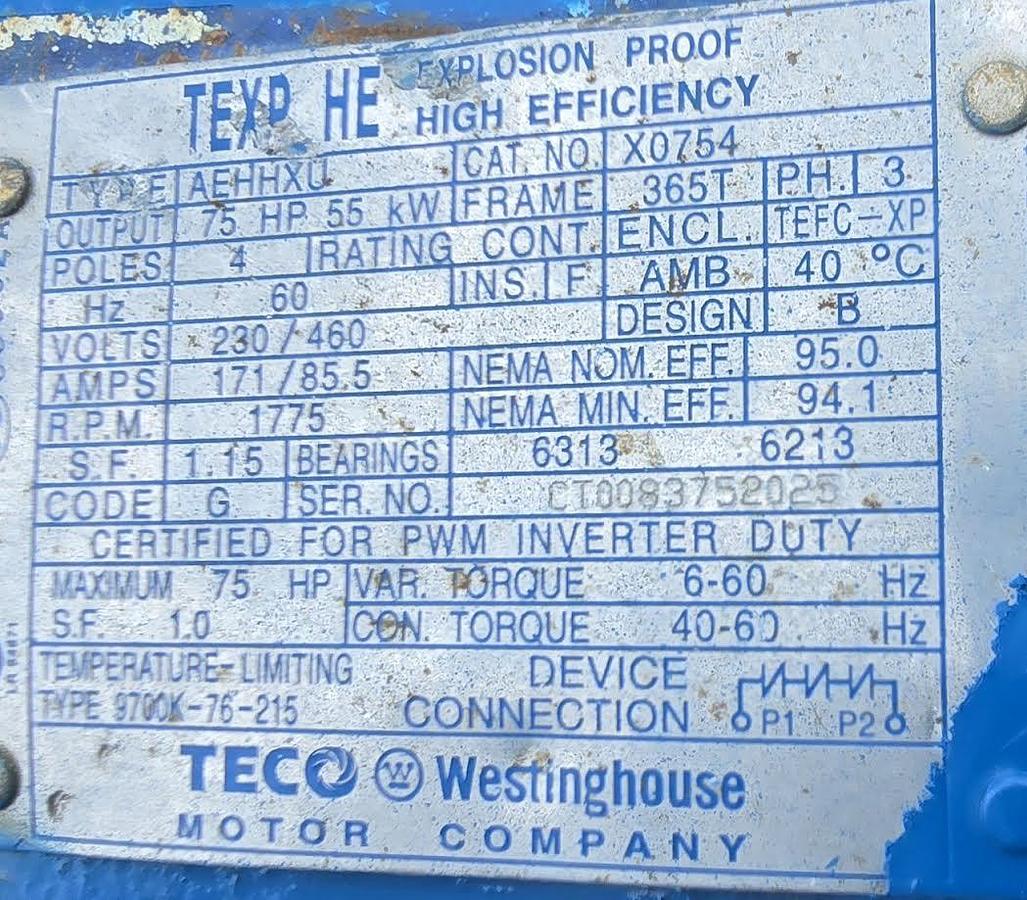 TEXP HE EXPLOSION PROOF
HIGH EFFICIENCY
TYPE AEHHXU CAT. NO. X0754
OUTPUT 75 HP 55 kW FRAME 365T PH. 3
POLES 4 RATING CONT. ENCL. TEFC-XP
Hz 60 INS. F AMB 40 °C
VOLTS 230/460 DESIGN B
AMPS 171/85.5 NEMA NOM. EFF. 95.0
R.P.M. 1775 NEMA MIN. EFF. 94.1
S.F. 1.15 BEARINGS 6313 6213
CODE G SER. NO. CT0083752025
CERTIFIED FOR PWM INVERTER DUTY
MAXIMUM 75 HP VAR. TORQUE 6-60 Hz
S.F. 1.0 CON. TORQUE 40-60 Hz
TEMPERATURE-LIMITING DEVICE
TYPE 9700K-76-215 CONNECTION P1 P2
TECO W Westinghouse
MOTOR COMPANY